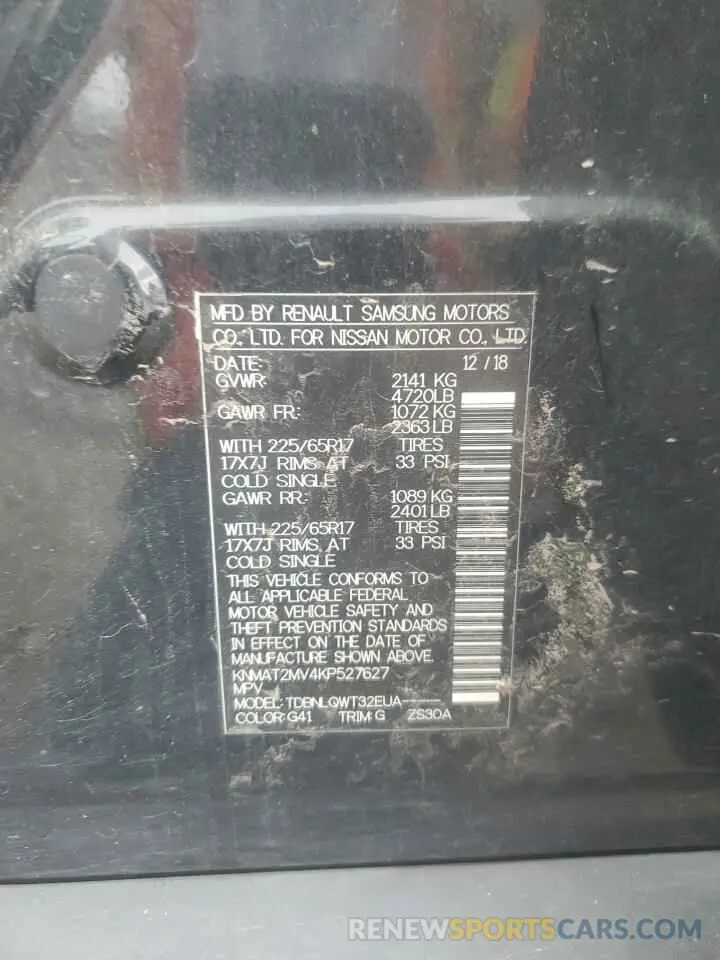 MFD BY RENAULT SAMSUNG MOTORS
CO., LTD. FOR NISSAN MOTOR CO., LTD.
DATE: 12 /18
GVWR: 2141 KG
4720LB
GAWR FR: 1072 KG
2363 LB
WITH 225/65R17 TIRES
17X7J RIMS AT 33 PSI
COLD SINGLE
GAWR RR: 1089 KG
2401 LB
WITH 225/65R17 TIRES
17X7J RIMS AT 33 PSI
COLD SINGLE
THIS VEHICLE CONFORMS TO
ALL APPLICABLE FEDERAL
MOTOR VEHICLE SAFETY AND
THEFT PREVENTION STANDARDS
IN EFFECT ON THE DATE OF
MANUFACTURE SHOWN ABOVE.
KNMAT2MV4KP527627
MPV
MODEL: TDBNLQWT32EUA-----
COLOR: G41 TRIM: G ZS30A
RENEWSPORTSCARS.COM